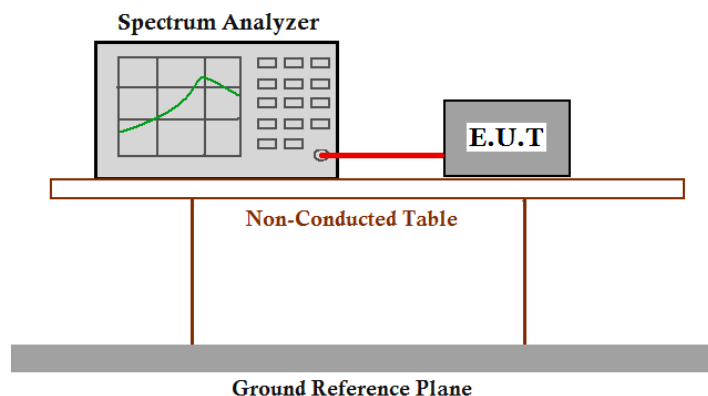 Spectrum Analyzer
E.U.T
Non-Conducted Table
Ground Reference Plane